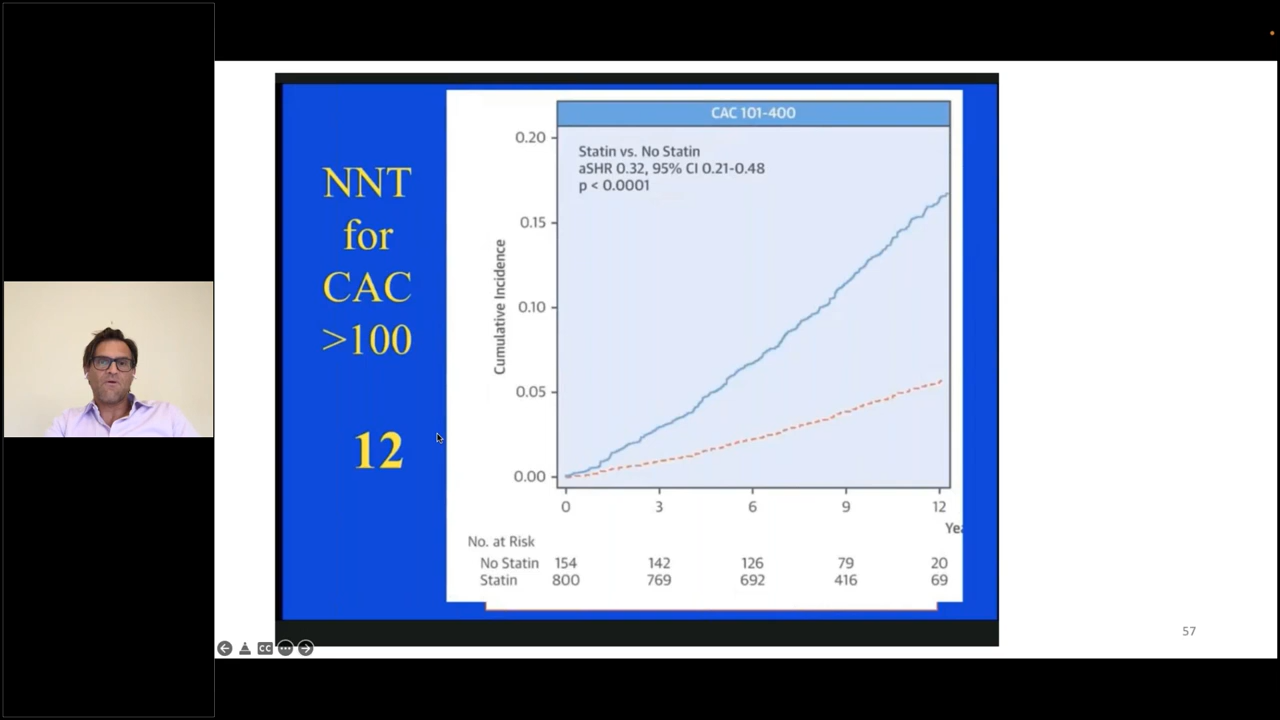 NNT
for
CAC
>100
12
CAC 101-400
Statin vs. No Statin
aSHR 0.32, 95% CI 0.21-0.48
p < 0.0001
Cumulative Incidence
0.20
0.15
0.10
0.05
0.00
0 3 6 9 12
Yea
No. at Risk
No Statin 154 142 126 79 20
Statin 800 769 692 416 69
57
CC